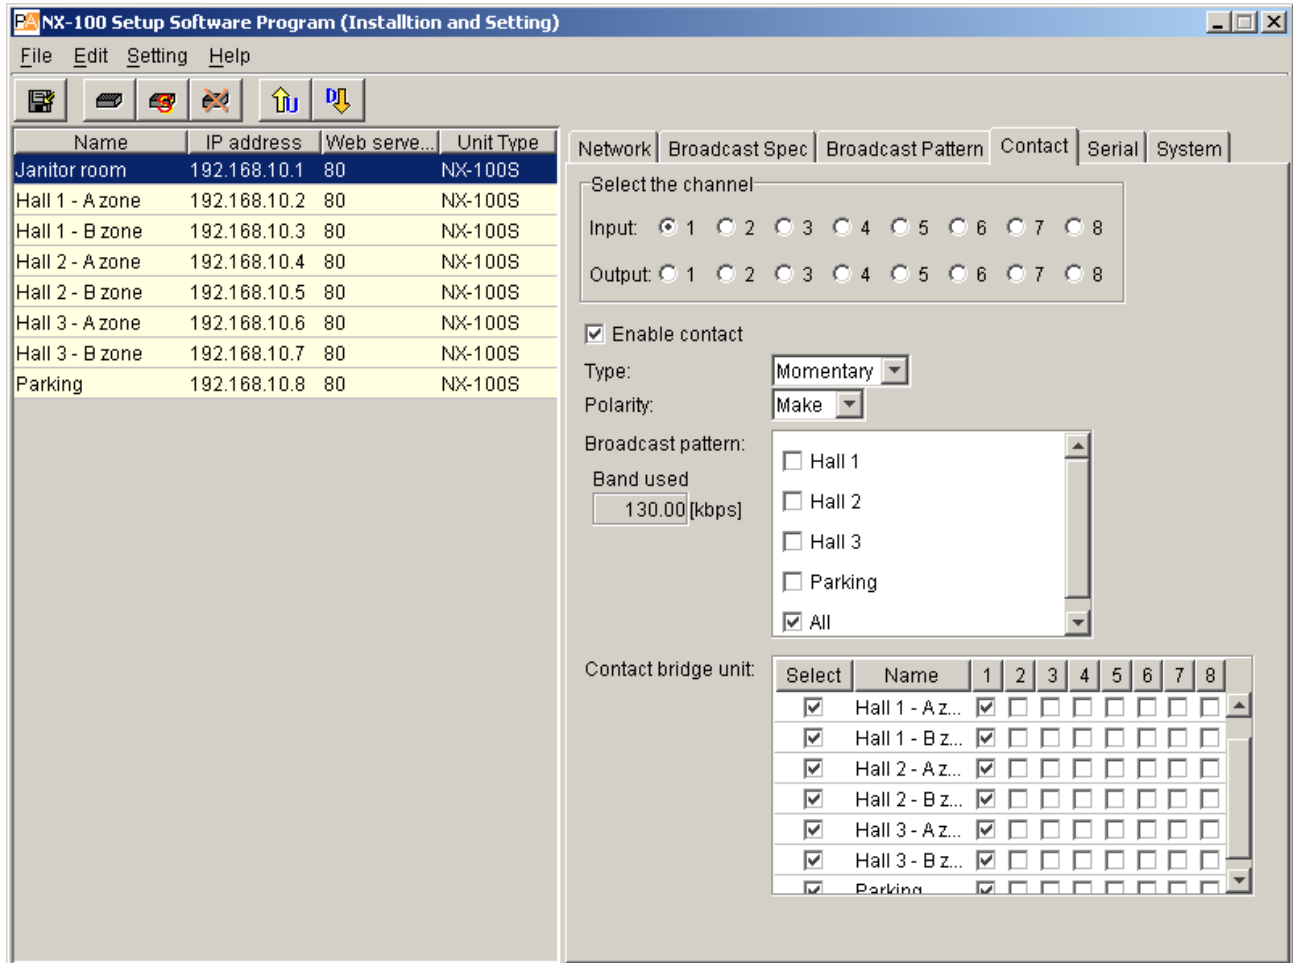 PA NX-100 Setup Software Program (Installtion and Setting)
File Edit Setting Help
U D
Name IP address Web serve... Unit Type
Janitor room 192.168.10.1 80 NX-100S
Hall 1 - A zone 192.168.10.2 80 NX-100S
Hall 1 - B zone 192.168.10.3 80 NX-100S
Hall 2 - A zone 192.168.10.4 80 NX-100S
Hall 2 - B zone 192.168.10.5 80 NX-100S
Hall 3 - A zone 192.168.10.6 80 NX-100S
Hall 3 - B zone 192.168.10.7 80 NX-100S
Parking 192.168.10.8 80 NX-100S
Network Broadcast Spec Broadcast Pattern Contact Serial System
Select the channel
Input: 1 2 3 4 5 6 7 8
Output: 1 2 3 4 5 6 7 8
Enable contact
Type: Momentary
Polarity: Make
Broadcast pattern:
Band used
130.00 [kbps]
Hall 1
Hall 2
Hall 3
Parking
All
Contact bridge unit:
Select Name 1 2 3 4 5 6 7 8
Hall 1 - A z...
Hall 1 - B z...
Hall 2 - A z...
Hall 2 - B z...
Hall 3 - A z...
Hall 3 - B z...
Parking